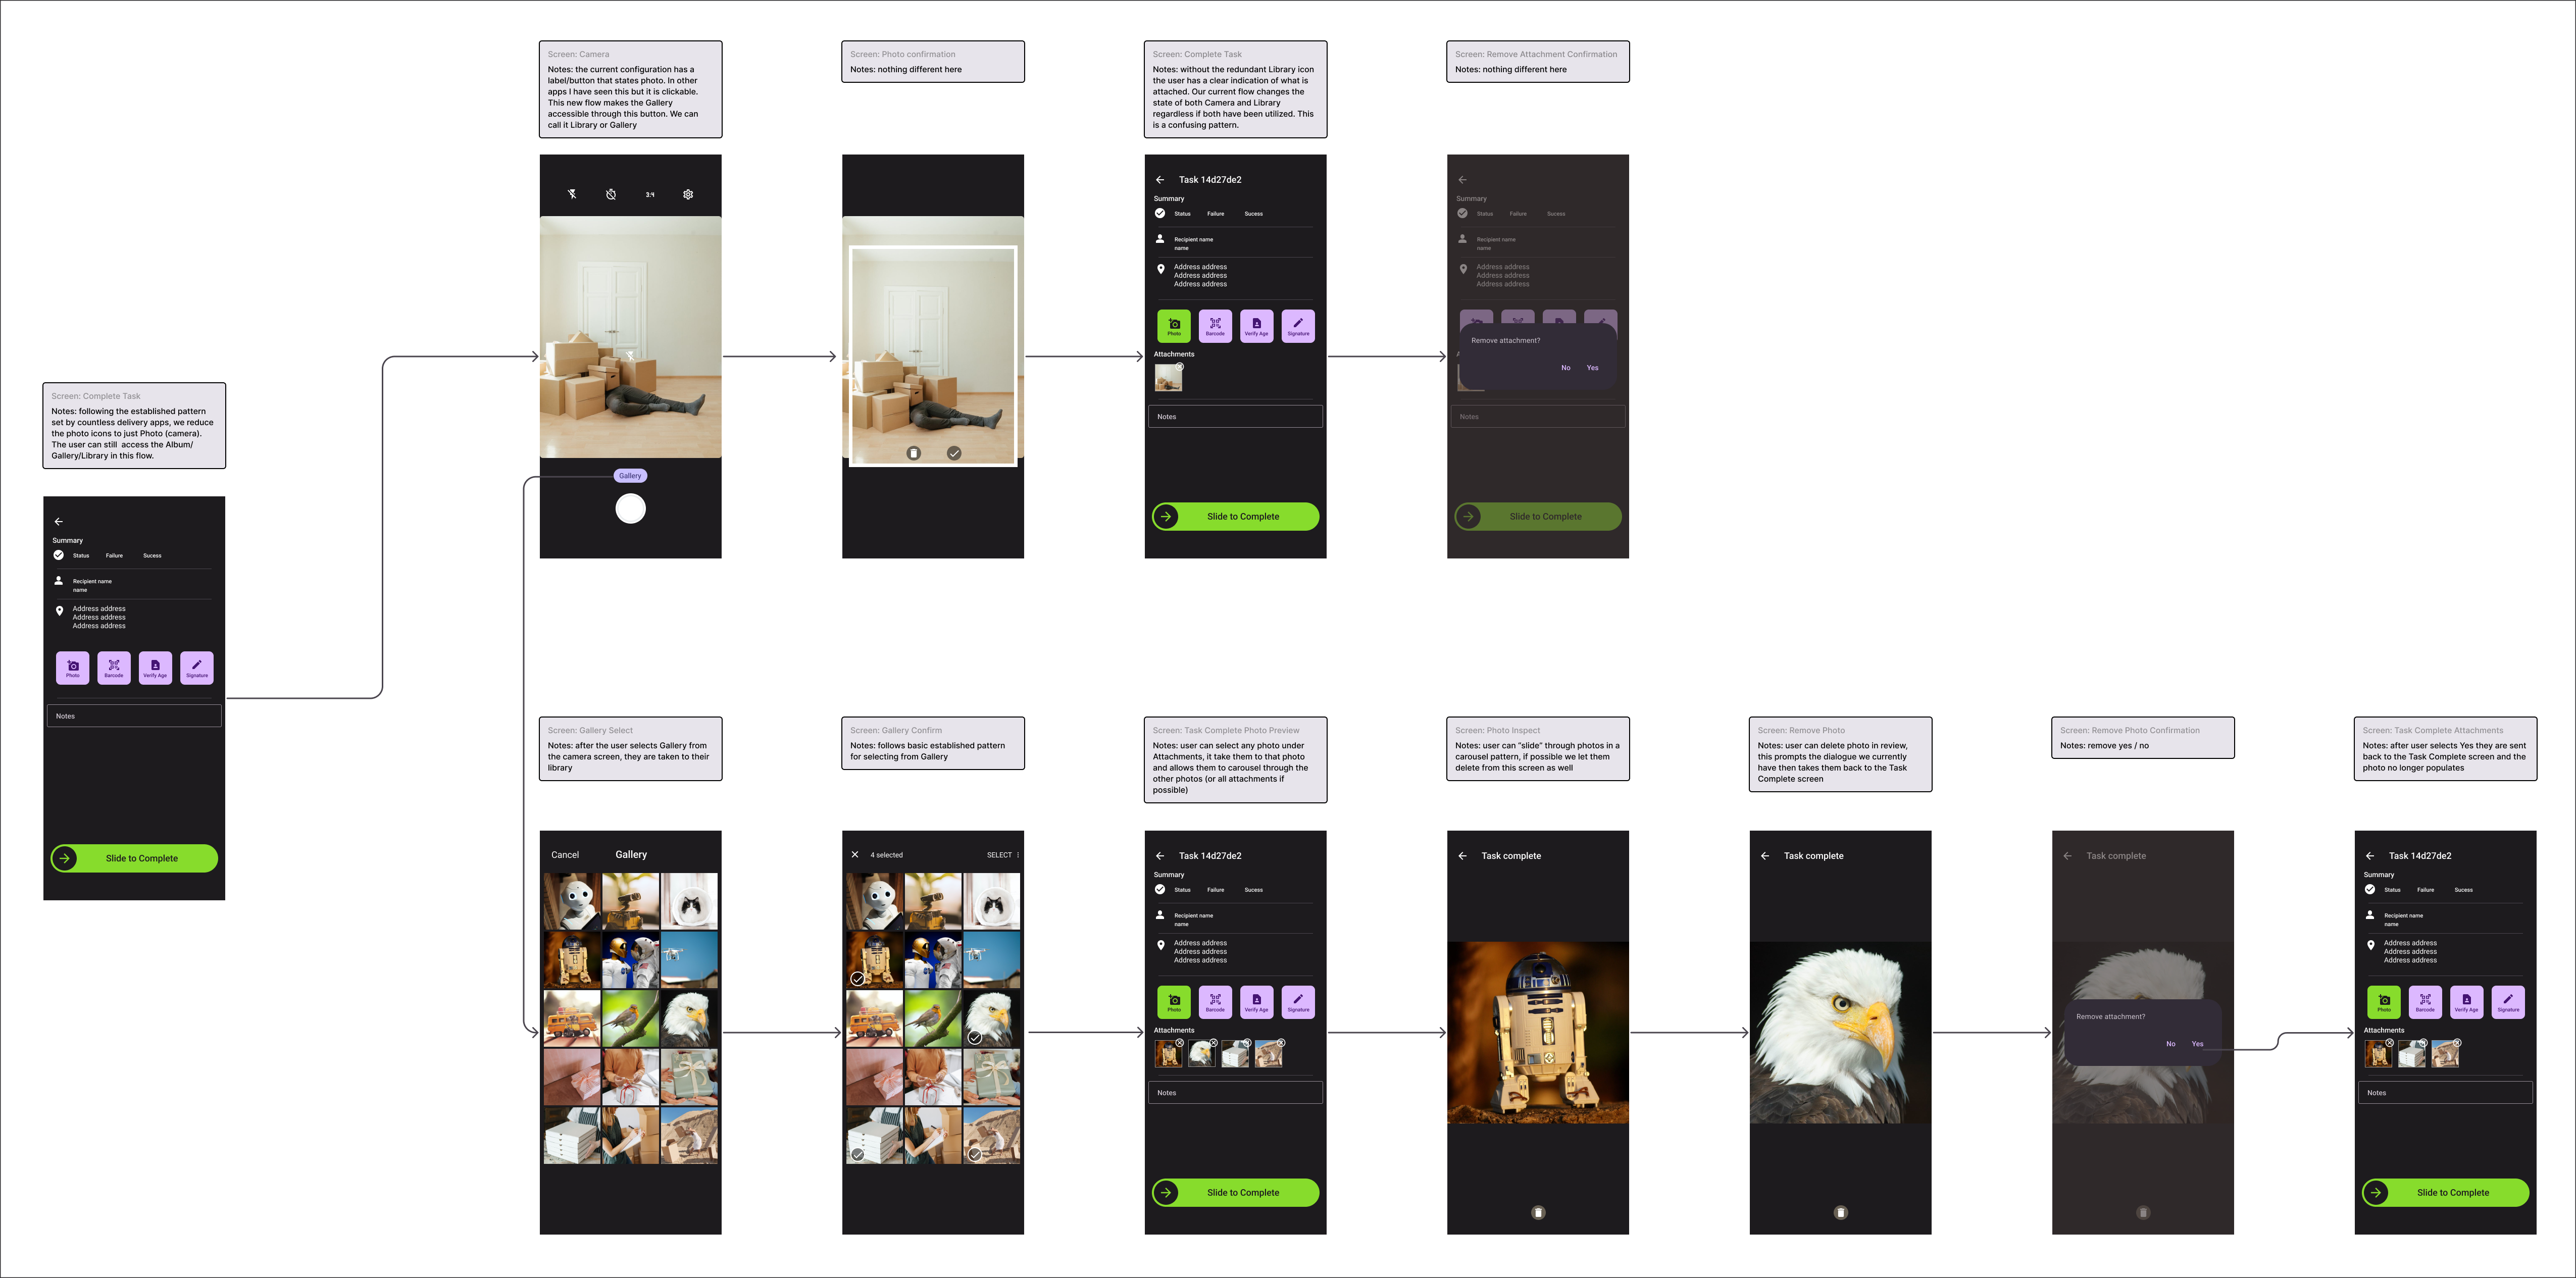 Screen: Camera
Notes: the current configuration has a
label/button that states photo. In other
apps I have seen this but it is clickable.
This new flow makes the Gallery
accessible through this button. We can
call it Library or Gallery
Screen: Photo confirmation
Notes: nothing different here
Screen: Complete Task
Notes: without the redundant Library icon
the user has a clear indication of what is
attached. Our current flow changes the
state of both Camera and Library
regardless if both have been utilized. This
is a confusing pattern.
Screen: Remove Attachment Confirmation
Notes: nothing different here
3:4
Gallery
Task 14d27de2
Summary
Status Failure Sucess
Recipient name
name
Address address
Address address
Address address
Photo Barcode Verify Age Signature
Attachments
Notes
Slide to Complete
Summary
Status Failure Sucess
Recipient name
name
Address address
Address address
Address address
Remove attachment?
No Yes
Notes
Slide to Complete
Screen: Complete Task
Notes: following the established pattern
set by countless delivery apps, we reduce
the photo icons to just Photo (camera).
The user can still access the Album/
Gallery/Library in this flow.
Summary
Status Failure Sucess
Recipient name
name
Address address
Address address
Address address
Photo Barcode Verify Age Signature
Notes
Slide to Complete
Screen: Gallery Select
Notes: after the user selects Gallery from
the camera screen, they are taken to their
library
Screen: Gallery Confirm
Notes: follows basic established pattern
for selecting from Gallery
Screen: Task Complete Photo Preview
Notes: user can select any photo under
Attachments, it take them to that photo
and allows them to carousel through the
other photos (or all attachments if
possible)
Screen: Photo Inspect
Notes: user can "slide" through photos in a
carousel pattern, if possible we let them
delete from this screen as well
Screen: Remove Photo
Notes: user can delete photo in review,
this prompts the dialogue we currently
have then takes them back to the Task
Complete screen
Screen: Remove Photo Confirmation
Notes: remove yes / no
Screen: Task Complete Attachments
Notes: after user selects Yes they are sent
back to the Task Complete screen and the
photo no longer populates
Cancel Gallery
4 selected SELECT
Task 14d27de2
Summary
Status Failure Sucess
Recipient name
name
Address address
Address address
Address address
Photo Barcode Verify Age Signature
Attachments
Notes
Slide to Complete
Task complete
Task complete
Task complete
Remove attachment?
No Yes
Task 14d27de2
Summary
Status Failure Sucess
Recipient name
name
Address address
Address address
Address address
Photo Barcode Verify Age Signature
Attachments
Notes
Slide to Complete